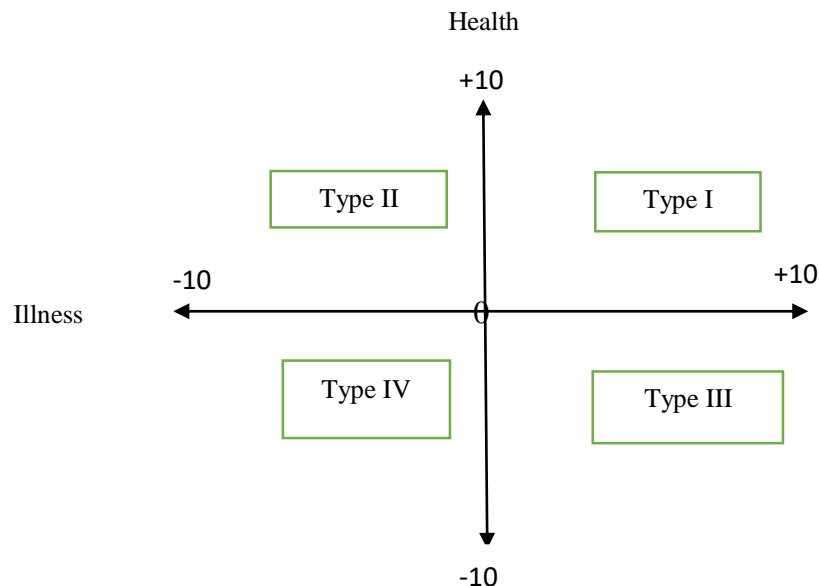 Health
+10
Type II
Type I
-10
+10
Illness
0
Type IV
Type III
-10